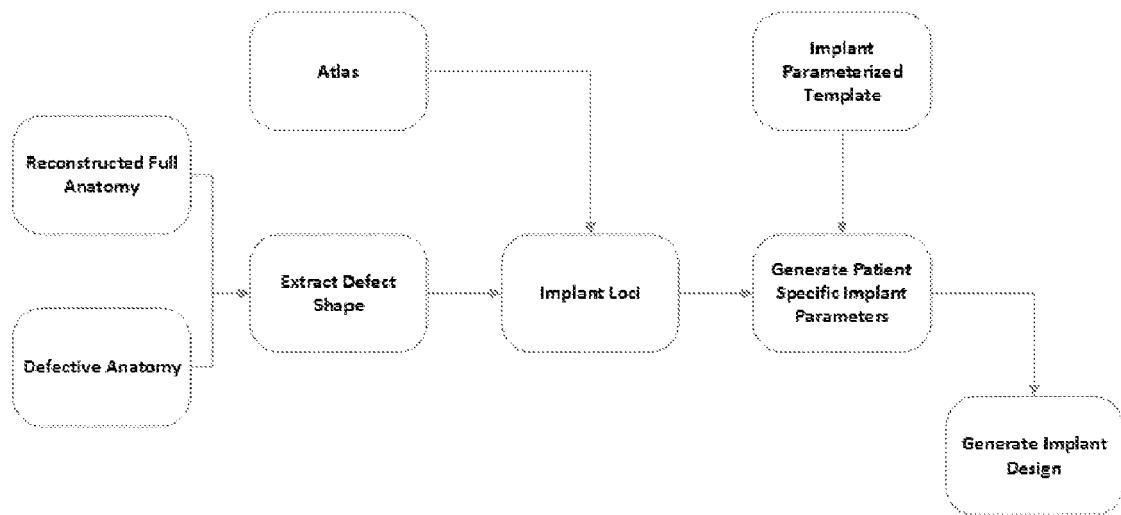 Atlas
Implant
Parameterized
Template
Reconstructed Full
Anatomy
Extract Defect
Shape
Implant Loci
Generate Patient
Specific Implant
Parameters
Defective Anatomy
Generate Implant
Design